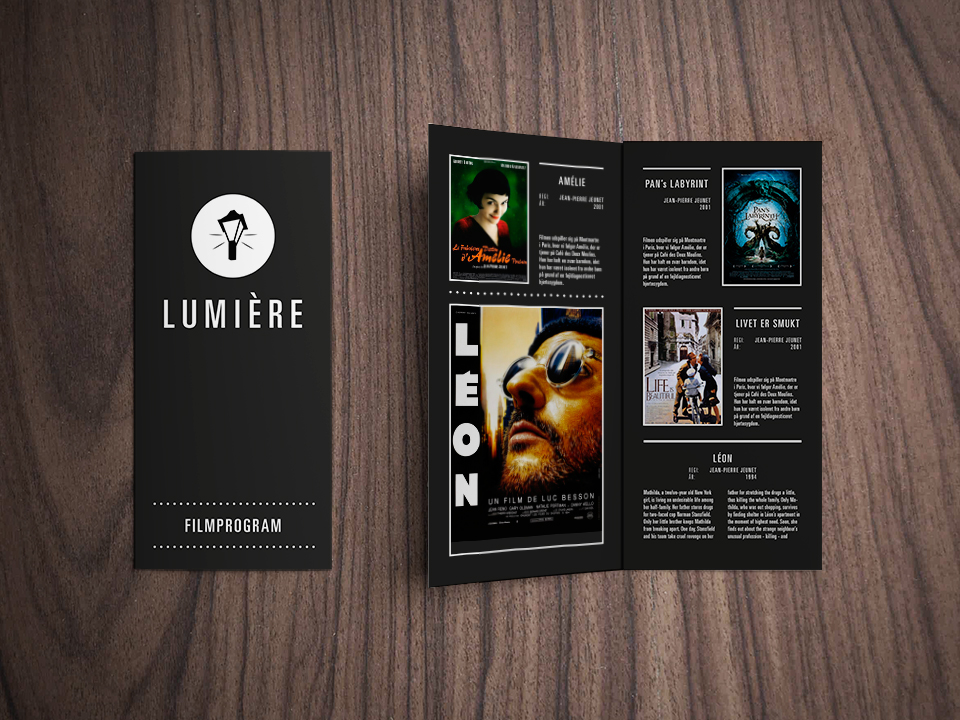 LUMIÈRE
FILMPROGRAM
AMÉLIE
REGI: JEAN-PIERRE JEUNET
ÅR: 2001
Filmen udspiller sig på Montmartre
i Paris, hvor vi følger Amélie, der er
tjener på Café des Deux Moulins.
Hun har haft en svær barndom, idet
hun har været isoleret fra andre børn
på grund af en fejldiagnosticeret
hjertesygdom.
d'Amélie Poulain
LÉON
UN FILM DE LUC BESSON
JEAN RENO GARY OLDMAN NATALIE PORTMAN DANNY AIELLO
PAN's LABYRINT
JEAN-PIERRE JEUNET
2001
Filmen udspiller sig på Montmartre
i Paris, hvor vi følger Amélie, der er
tjener på Café des Deux Moulins.
Hun har haft en svær barndom, idet
hun har været isoleret fra andre børn
på grund af en fejldiagnosticeret
hjertesygdom.
PAN'S
LABYRINTH
LIFE IS
BEAUTIFUL
LIVET ER SMUKT
REGI: JEAN-PIERRE JEUNET
ÅR: 2001
Filmen udspiller sig på Montmartre
i Paris, hvor vi følger Amélie, der er
tjener på Café des Deux Moulins.
Hun har haft en svær barndom, idet
hun har været isoleret fra andre børn
på grund af en fejldiagnosticeret
hjertesygdom.
LÉON
REGI: JEAN-PIERRE JEUNET
ÅR: 1994
Mathilda, a twelve-year old New York
girl, is living an undesirable life among
her half-family. Her father stores drugs
for two-faced cop Norman Stansfield.
Only her little brother keeps Mathilda
from breaking apart. One day, Stansfield
and his team take cruel revenge on her
father for stretching the drugs a little,
thus killing the whole family. Only Ma-
thilda, who was out shopping, survives
by finding shelter in Léon's apartment in
the moment of highest need. Soon, she
finds out about the strange neighbour's
unusual profession - killing - and